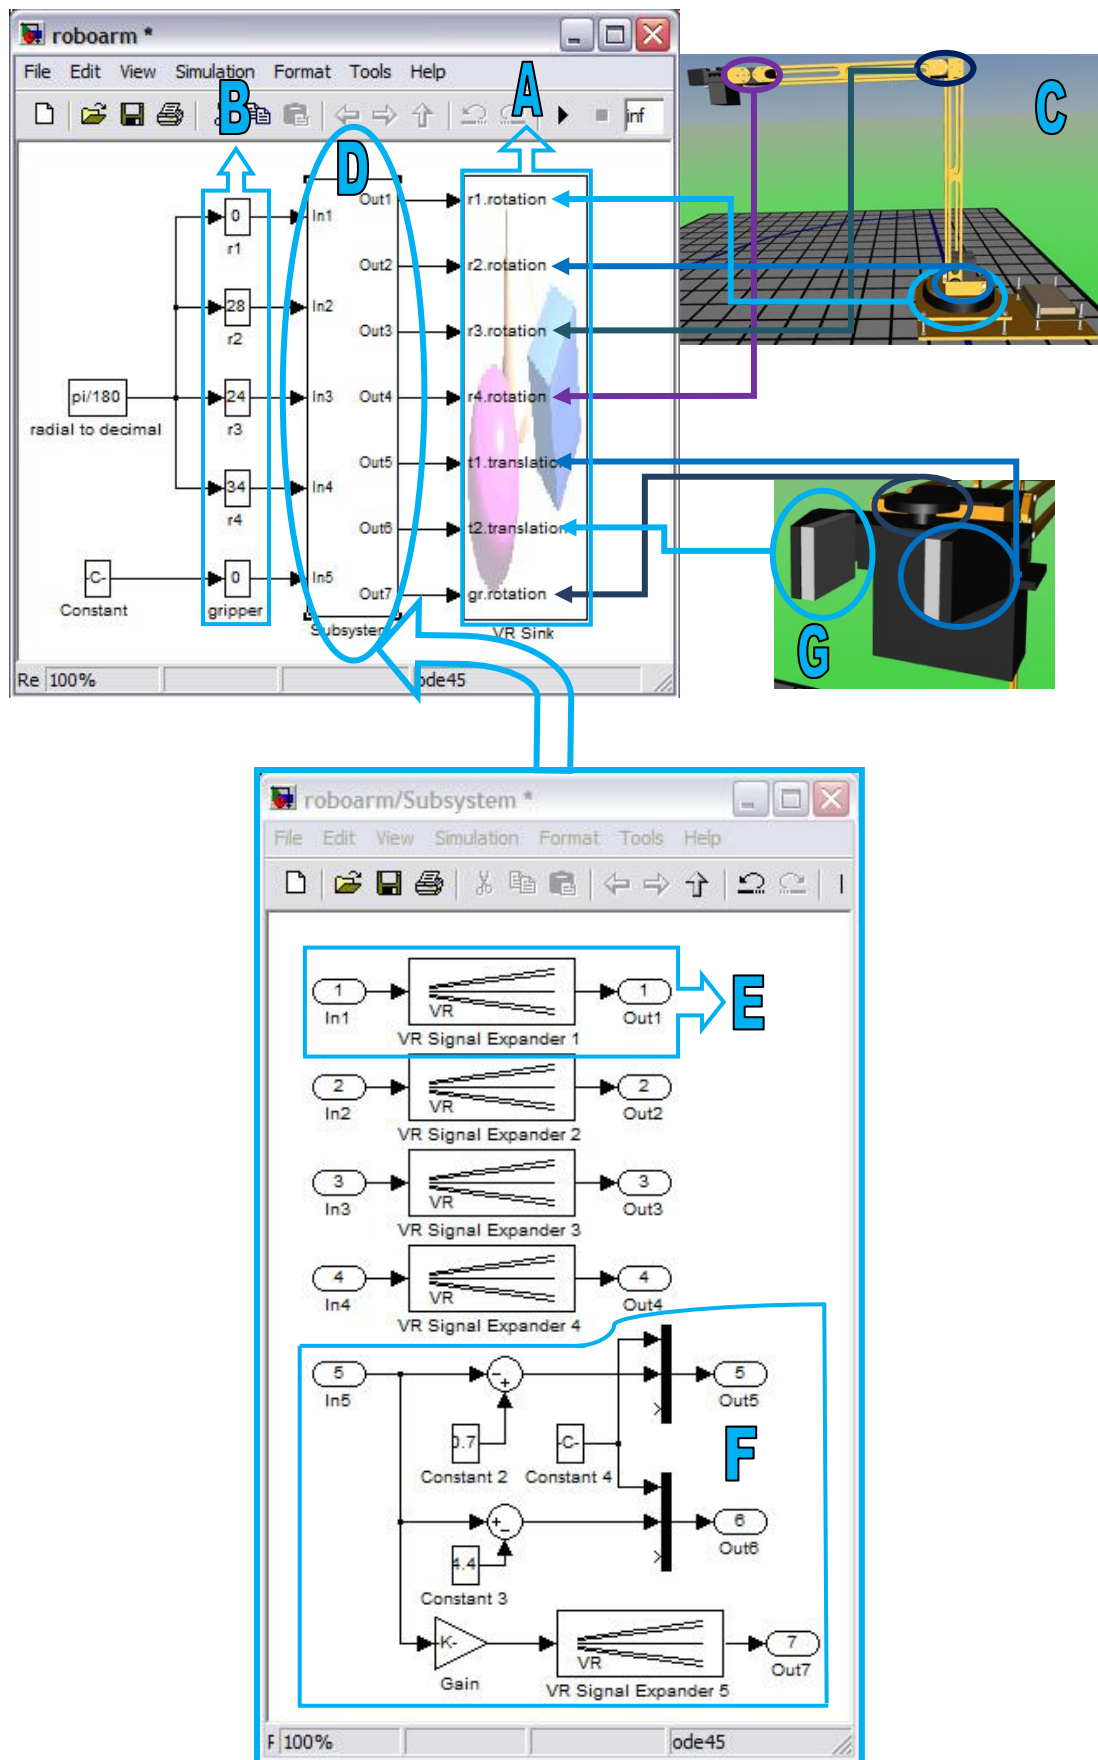 roboarm *
File Edit View Simulation Format Tools Help
inf
B
A
C
D
0
r1
28
r2
24
r3
34
r4
0
gripper
pi/180
radial to decimal
-C-
Constant
In1
In2
In3
In4
In5
Out1
Out2
Out3
Out4
Out5
Out6
Out7
Subsystem
r1.rotation
r2.rotation
r3.rotation
r4.rotation
t1.translation
t2.translation
gr.rotation
VR Sink
G
Re 100%
ode45
roboarm/Subsystem *
File Edit View Simulation Format Tools Help
1
In1
VR
VR Signal Expander 1
1
Out1
E
2
In2
VR
VR Signal Expander 2
2
Out2
3
In3
VR
VR Signal Expander 3
3
Out3
4
In4
VR
VR Signal Expander 4
4
Out4
5
In5
- +
0.7
Constant 2
-C-
Constant 4
5
Out5
F
+ -
4.4
Constant 3
6
Out6
-K-
Gain
VR
VR Signal Expander 5
7
Out7
F 100%
ode45